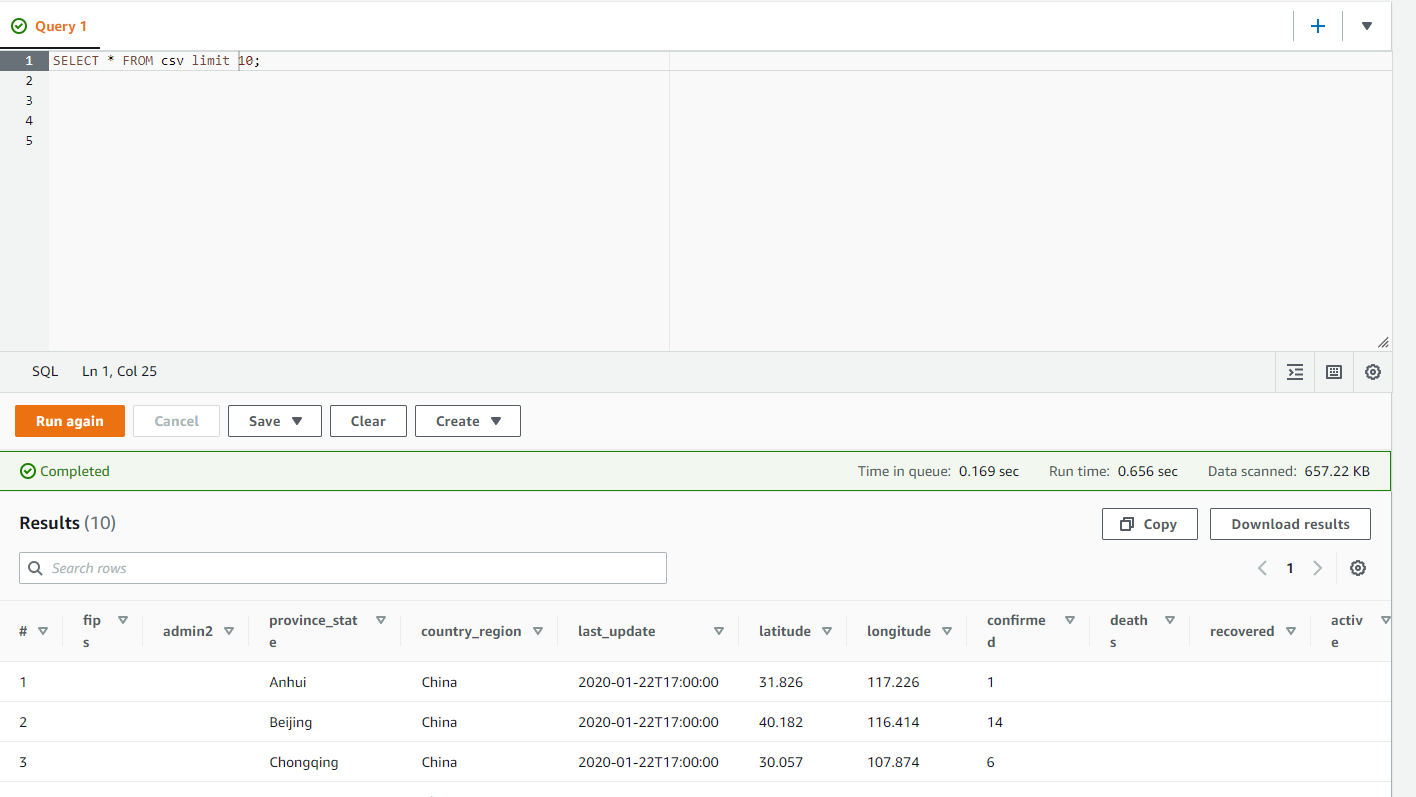 Query 1
1 SELECT * FROM csv limit 10;
2
3
4
5
SQL Ln 1, Col 25
Run again Cancel Save Clear Create
Completed Time in queue: 0.169 sec Run time: 0.656 sec Data scanned: 657.22 KB
Results (10) Copy Download results
Search rows 1
# fips admin2 province_state country_region last_update latitude longitude confirmed deaths recovered active
1 Anhui China 2020-01-22T17:00:00 31.826 117.226 1
2 Beijing China 2020-01-22T17:00:00 40.182 116.414 14
3 Chongqing China 2020-01-22T17:00:00 30.057 107.874 6